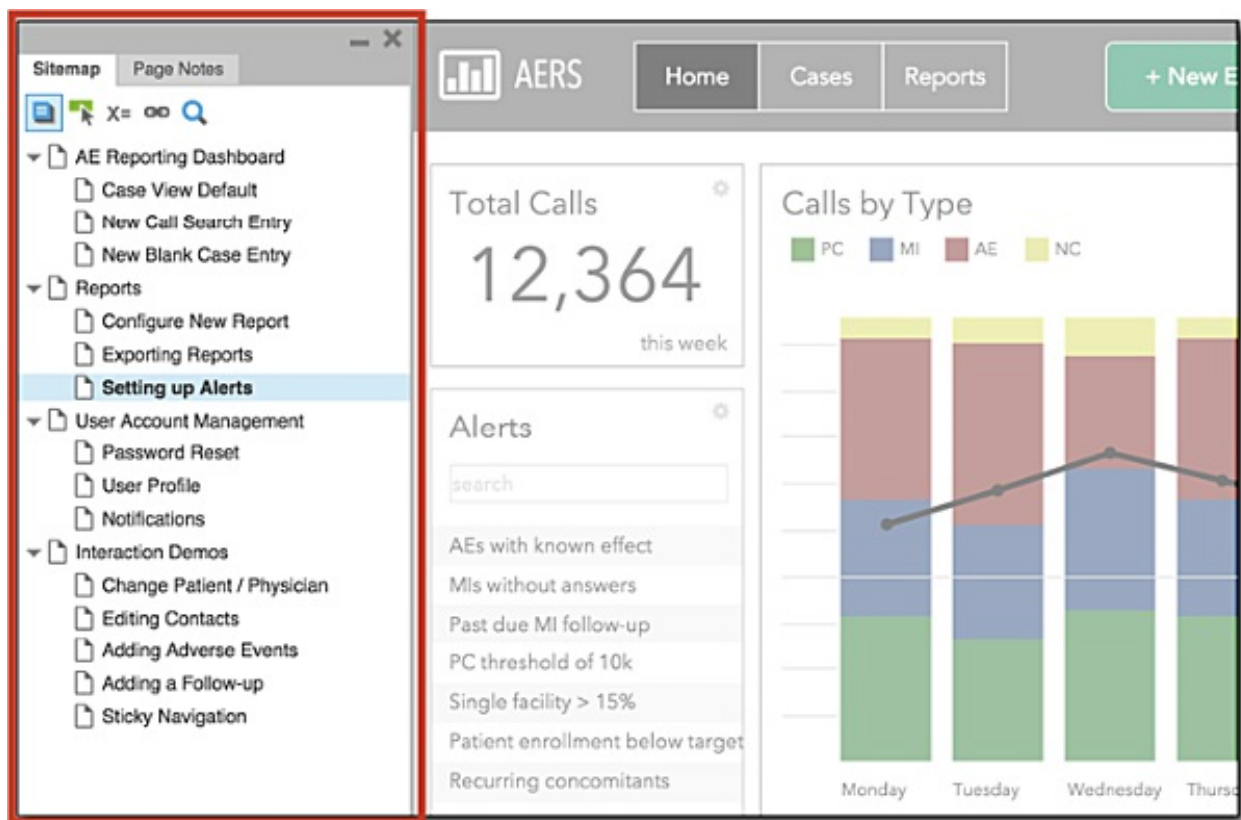 Sitemap
Page Notes
X=
AE Reporting Dashboard
Case View Default
New Call Search Entry
New Blank Case Entry
Reports
Configure New Report
Exporting Reports
Setting up Alerts
User Account Management
Password Reset
User Profile
Notifications
Interaction Demos
Change Patient / Physician
Editing Contacts
Adding Adverse Events
Adding a Follow-up
Sticky Navigation
AERS
Home
Cases
Reports
+ New E
Total Calls
12,364
this week
Alerts
search
AEs with known effect
MIs without answers
Past due MI follow-up
PC threshold of 10k
Single facility > 15%
Patient enrollment below target
Recurring concomitants
Calls by Type
PC
MI
AE
NC
Monday
Tuesday
Wednesday
Thursd